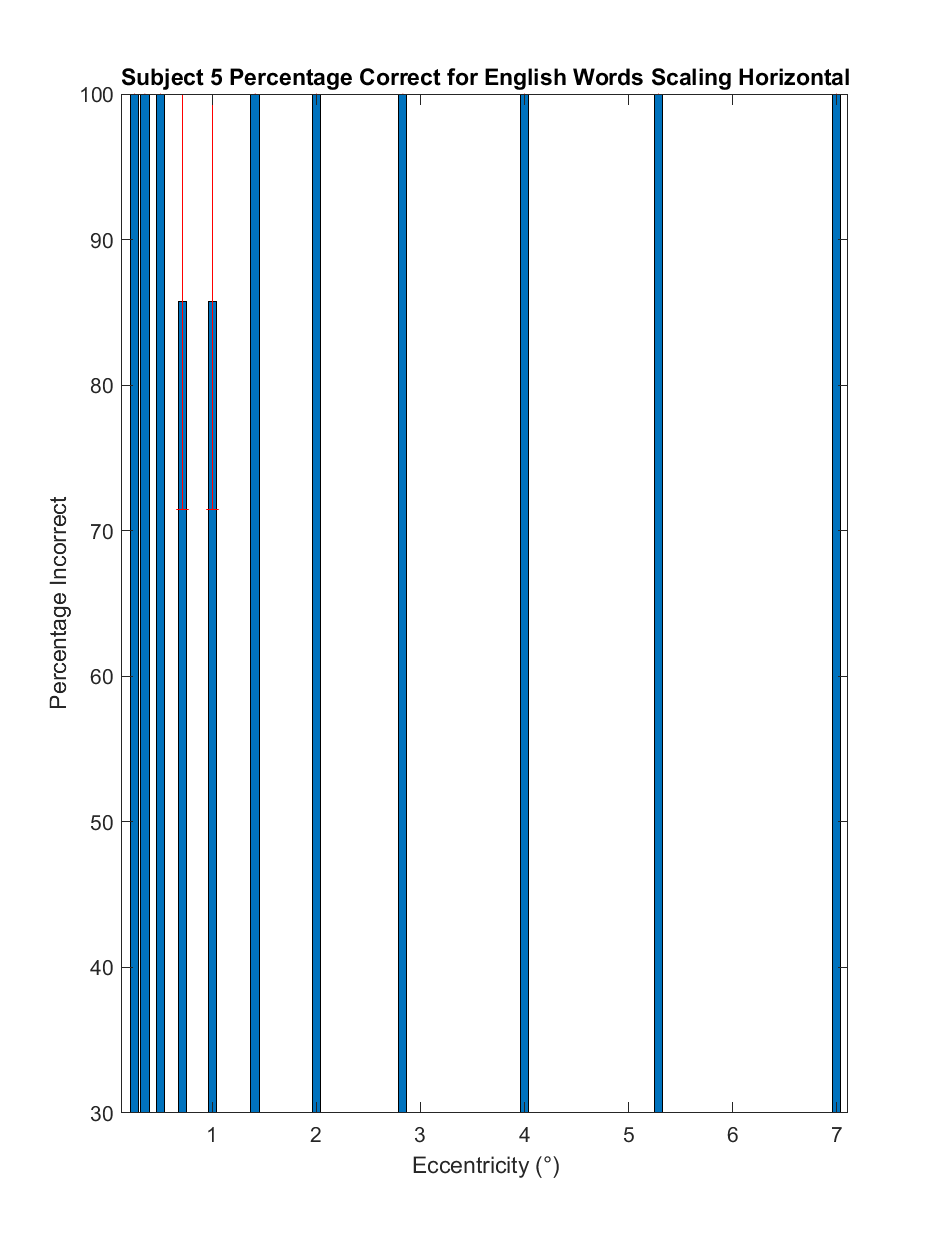 Subject 5 Percentage Correct for English Words Scaling Horizontal
100
90
80
70
60
50
40
30
Percentage Incorrect
1 2 3 4 5 6 7
Eccentricity (°)